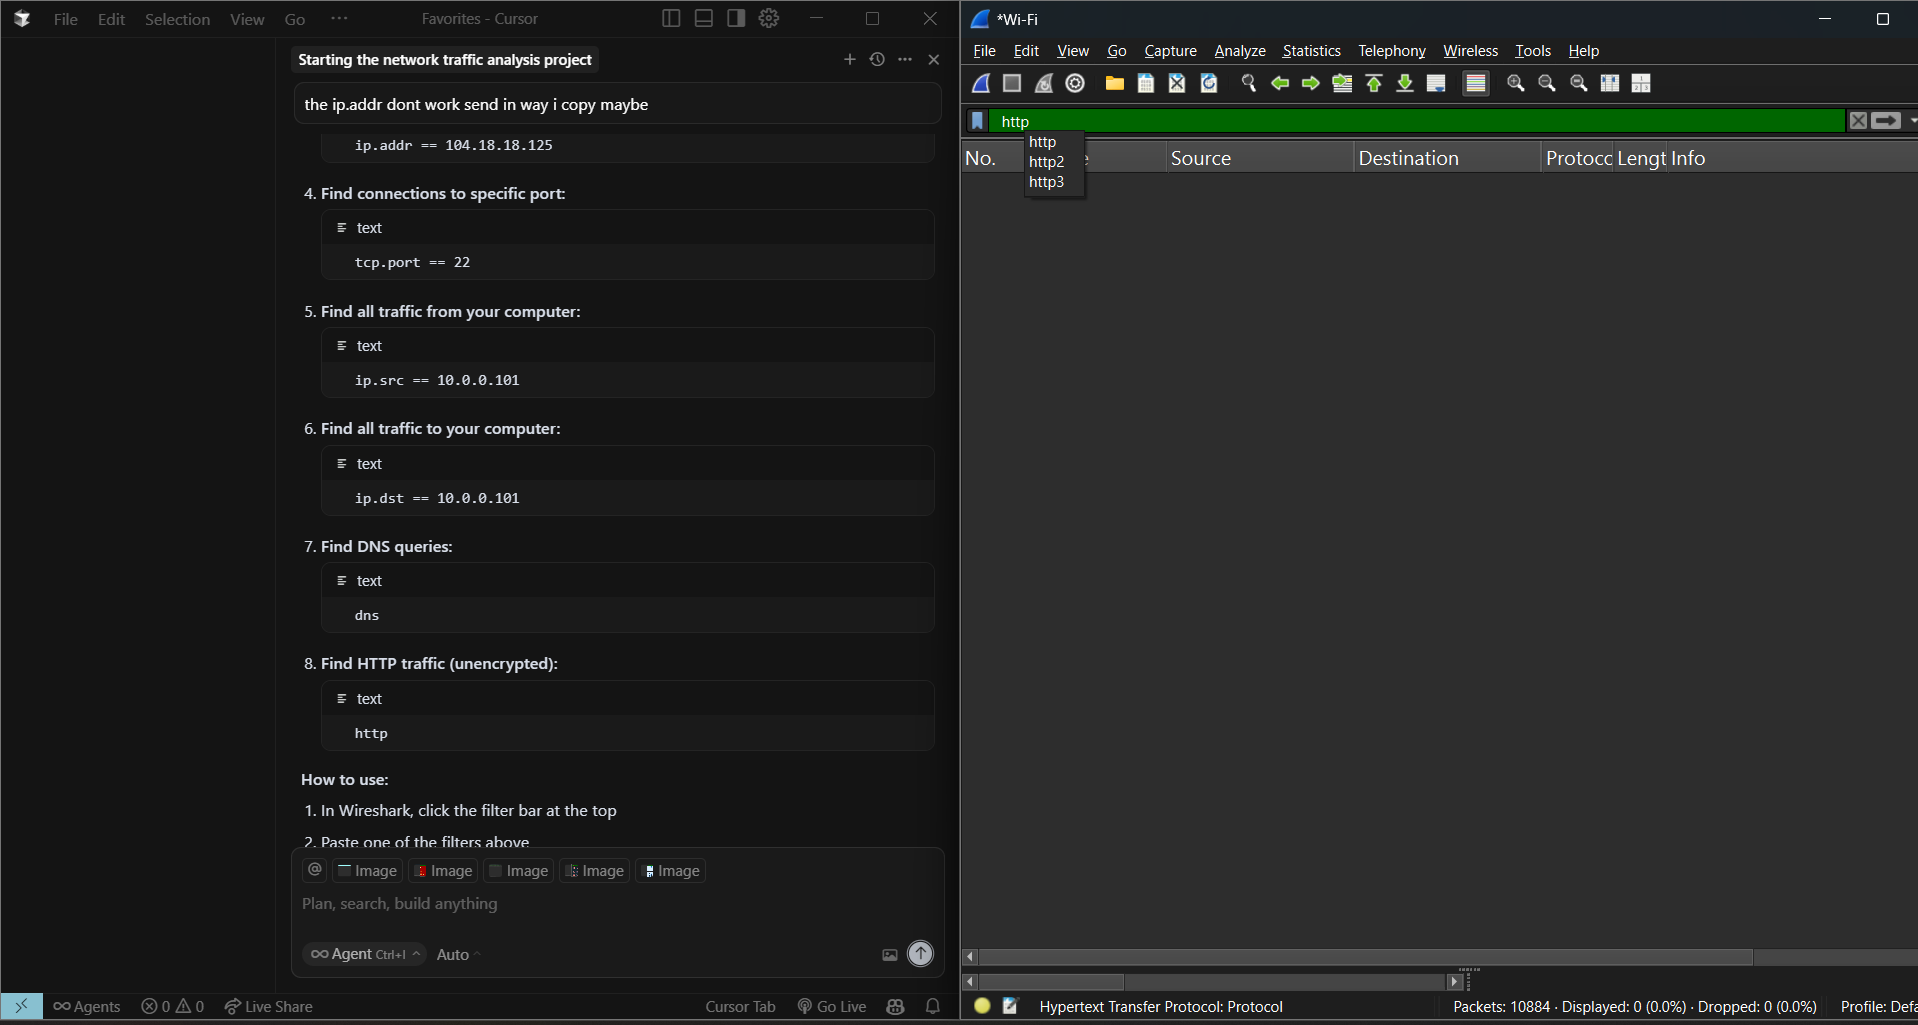 File Edit Selection View Go ··· Favorites - Cursor
Starting the network traffic analysis project
the ip.addr dont work send in way i copy maybe
ip.addr == 104.18.18.125
4. Find connections to specific port:
text
tcp.port == 22
5. Find all traffic from your computer:
text
ip.src == 10.0.0.101
6. Find all traffic to your computer:
text
ip.dst == 10.0.0.101
7. Find DNS queries:
text
dns
8. Find HTTP traffic (unencrypted):
text
http
How to use:
1. In Wireshark, click the filter bar at the top
2. Paste one of the filters above
@ Image Image Image Image Image
Plan, search, build anything
Agent Ctrl+I Auto
Agents 0 0 Live Share Cursor Tab Go Live
*Wi-Fi
File Edit View Go Capture Analyze Statistics Telephony Wireless Tools Help
http
http
http2
http3
No. e Source Destination Protocc Lengt Info
Hypertext Transfer Protocol: Protocol Packets: 10884 · Displayed: 0 (0.0%) · Dropped: 0 (0.0%) Profile: Defa